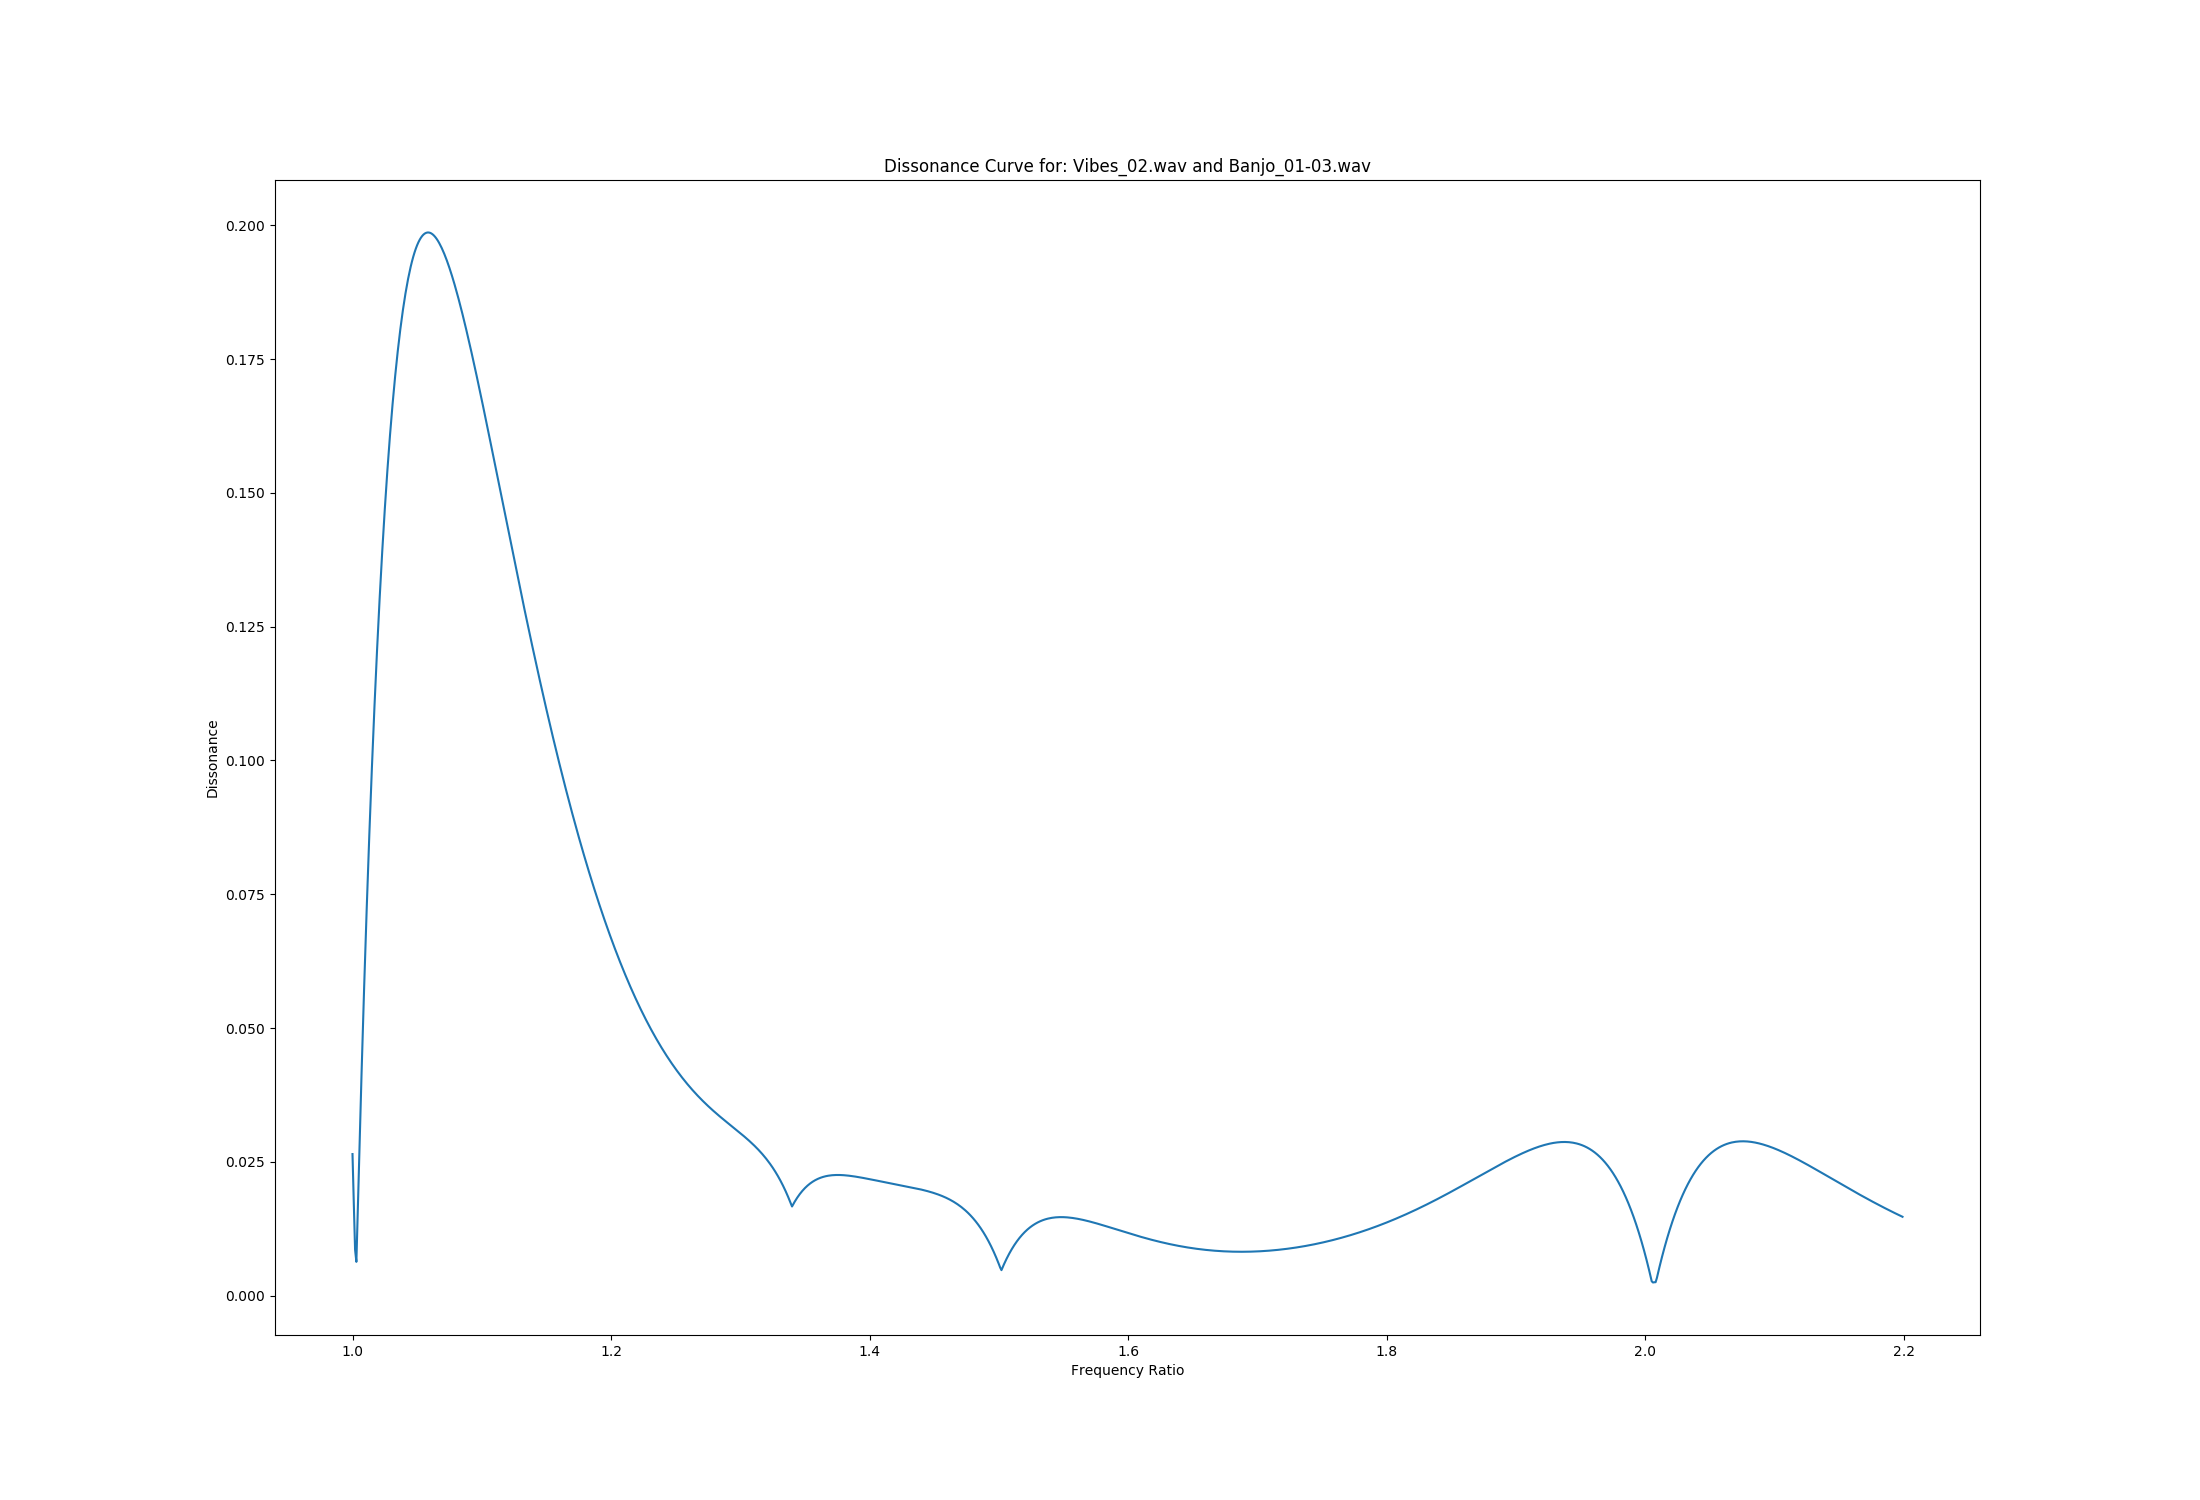 Dissonance Curve for: Vibes_02.wav and Banjo_01-03.wav
0.200
0.175
0.150
0.125
0.100
0.075
0.050
0.025
0.000
Dissonance
1.0 1.2 1.4 1.6 1.8 2.0 2.2
Frequency Ratio